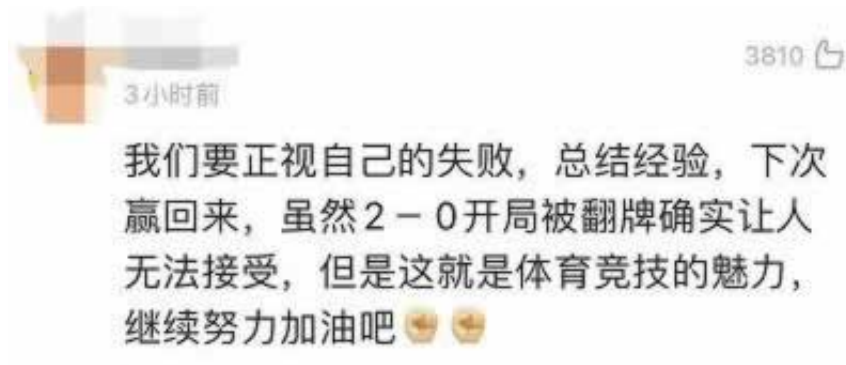 3810
3小时前
我们要正视自己的失败，总结经验，下次
赢回来，虽然2－0开局被翻牌确实让人
无法接受，但是这就是体育竞技的魅力，
继续努力加油吧✊✊